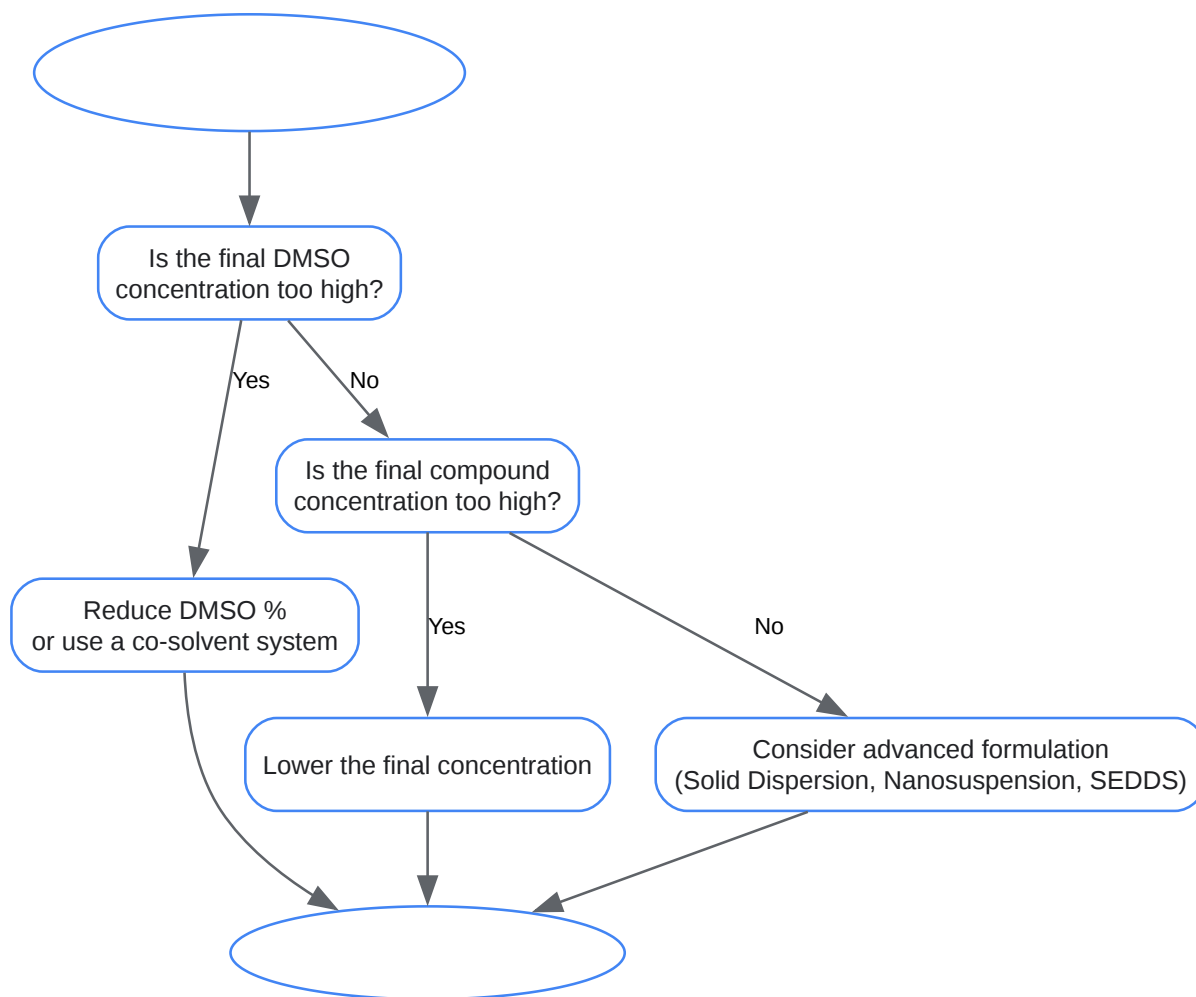 Is the final DMSO
concentration too high?
Yes
No
Is the final compound
concentration too high?
Reduce DMSO %
or use a co-solvent system
Yes
No
Lower the final concentration
Consider advanced formulation
(Solid Dispersion, Nanosuspension, SEDDS)